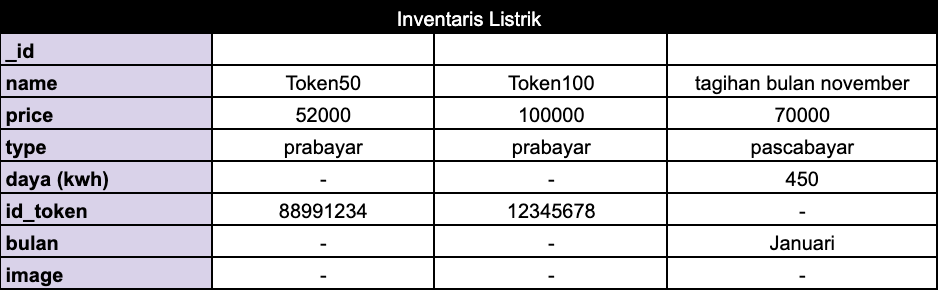 Inventaris Listrik
_id
name Token50 Token100 tagihan bulan november
price 52000 100000 70000
type prabayar prabayar pascabayar
daya (kwh) - - 450
id_token 88991234 12345678 -
bulan - - Januari
image - - -